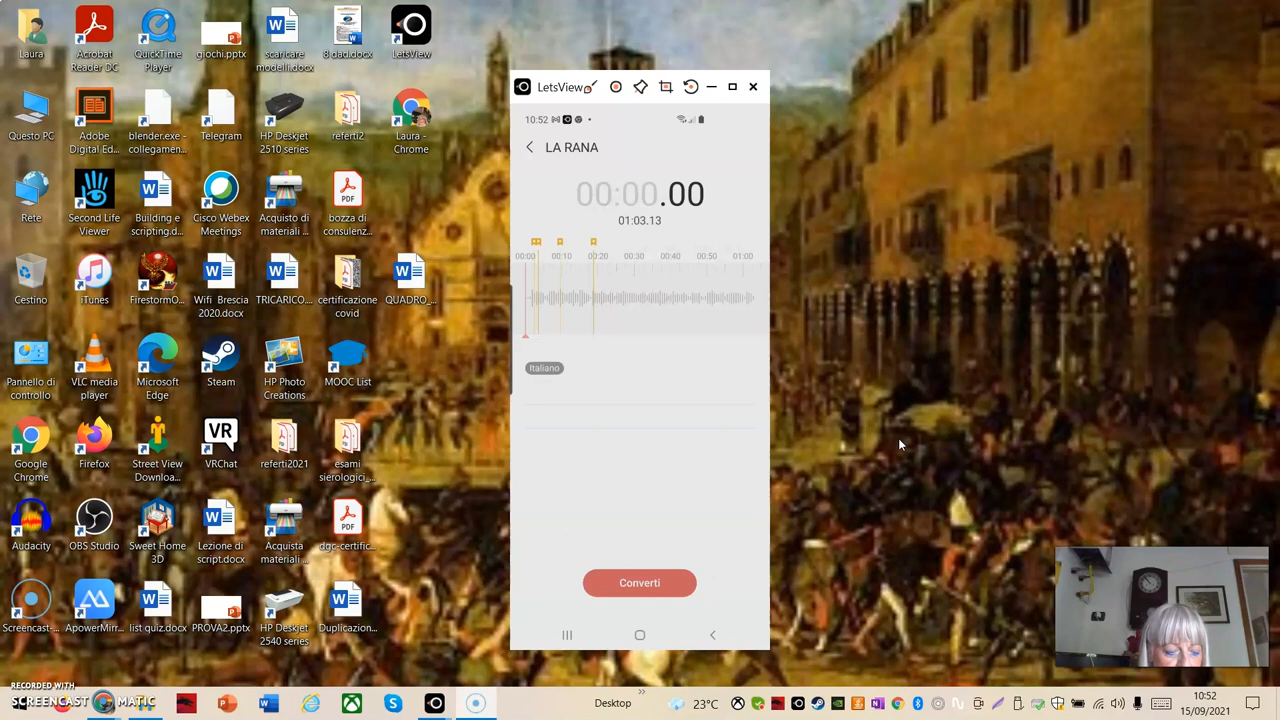 Laura
Acrobat Reader DC
QuickTime Player
giochi.pptx
scaricare modelli.docx
8 dad.docx
LetsView
Questo PC
Adobe Digital Ed...
blender.exe - collegamen...
Telegram
HP Deskjet 2510 series
referti2
Laura - Chrome
Rete
Second Life Viewer
Building e scripting.d...
Cisco Webex Meetings
Acquisto di materiali ...
bozza di consulenz...
Cestino
iTunes
FirestormO...
Wifi Brescia 2020.docx
TRICARICO....
certificazione covid
QUADRO_...
Pannello di controllo
VLC media player
Microsoft Edge
Steam
HP Photo Creations
MOOC List
Google Chrome
Firefox
Street View Downloa...
VRChat
referti2021
esami sierologici_...
Audacity
OBS Studio
Sweet Home 3D
Lezione di script.docx
Acquista materiali ...
dgc-certific...
Screencast-...
ApowerMirr...
list quiz.docx
PROVA2.pptx
HP Deskjet 2540 series
Duplicazion...
LetsView
10:52
LA RANA
00:00.00
01:03.13
00:00 00:10 00:20 00:30 00:40 00:50 01:00
Italiano
Converti
RECORDED WITH
SCREENCAST MATIC
Desktop
23°C
10:52
15/09/2021